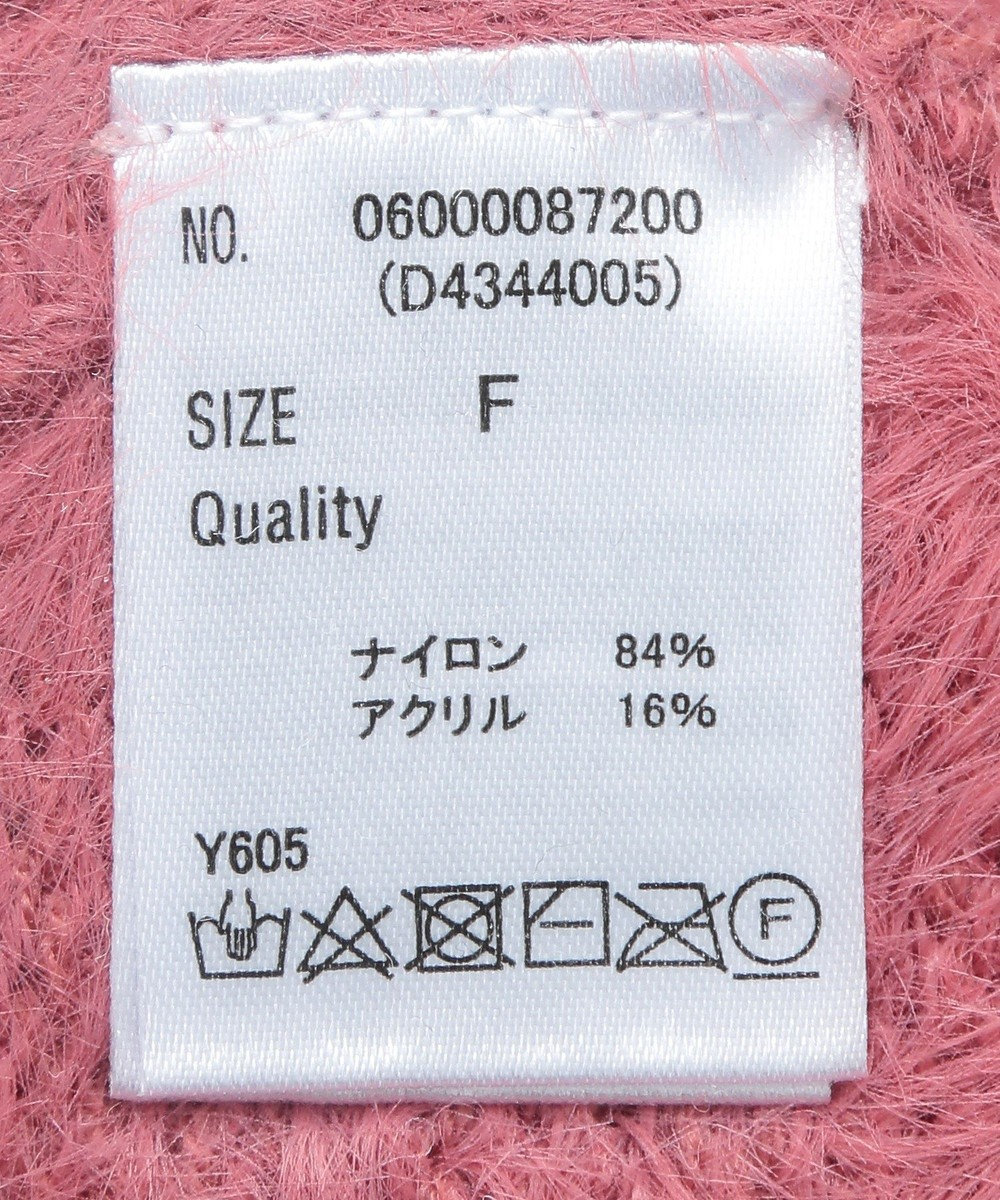 NO. 06000087200
(D4344005)
SIZE F
Quality
ナイロン 84%
アクリル 16%
Y605
F